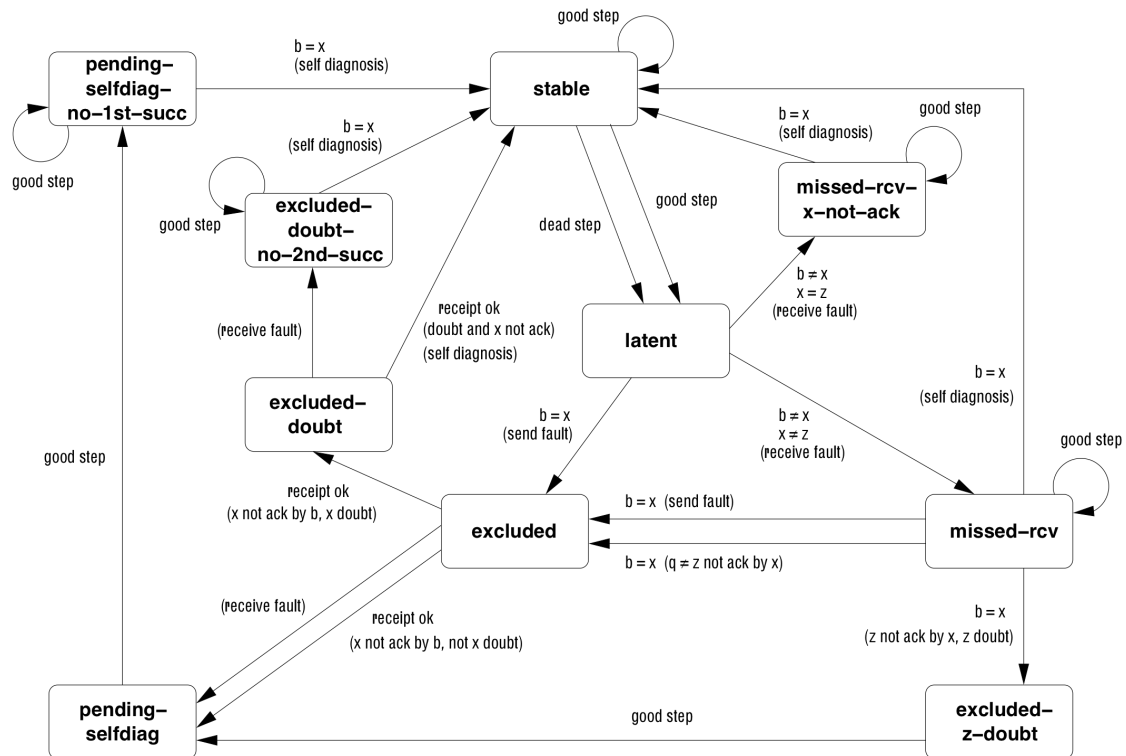 good step
b = x
(self diagnosis)
pending–
selfdiag–
no–1st–succ
stable
good step
b = x
(self diagnosis)
good step
b = x
(self diagnosis)
good step
missed–rcv–
x–not–ack
excluded–
doubt–
no–2nd–succ
good step
dead step
good step
b ≠ x
x = z
(receive fault)
receipt ok
(doubt and x not ack)
(self diagnosis)
(receive fault)
latent
b = x
(self diagnosis)
excluded–
doubt
b = x
(send fault)
b ≠ x
x ≠ z
(receive fault)
good step
good step
receipt ok
(x not ack by b, x doubt)
excluded
b = x (send fault)
b = x (q ≠ z not ack by x)
missed–rcv
(receive fault)
receipt ok
(x not ack by b, not x doubt)
b = x
(z not ack by x, z doubt)
pending–
selfdiag
good step
excluded–
z–doubt